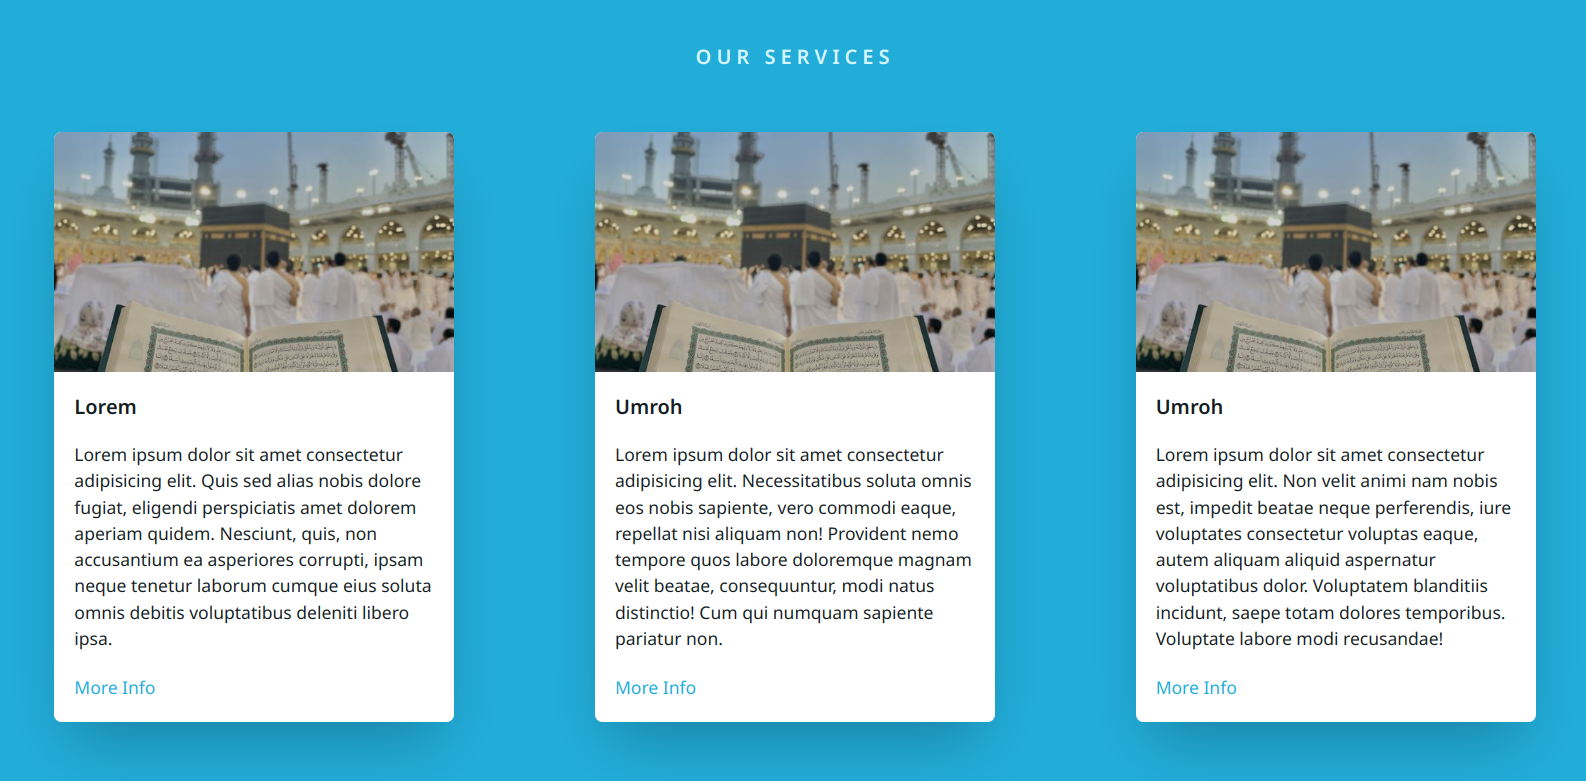 OUR SERVICES
Lorem
Lorem ipsum dolor sit amet consectetur
adipisicing elit. Quis sed alias nobis dolore
fugiat, eligendi perspiciatis amet dolorem
aperiam quidem. Nesciunt, quis, non
accusantium ea asperiores corrupti, ipsam
neque tenetur laborum cumque eius soluta
omnis debitis voluptatibus deleniti libero
ipsa.
More Info
Umroh
Lorem ipsum dolor sit amet consectetur
adipisicing elit. Necessitatibus soluta omnis
eos nobis sapiente, vero commodi eaque,
repellat nisi aliquam non! Provident nemo
tempore quos labore doloremque magnam
velit beatae, consequuntur, modi natus
distinctio! Cum qui numquam sapiente
pariatur non.
More Info
Umroh
Lorem ipsum dolor sit amet consectetur
adipisicing elit. Non velit animi nam nobis
est, impedit beatae neque perferendis, iure
voluptates consectetur voluptas eaque,
autem aliquam aliquid aspernatur
voluptatibus dolor. Voluptatem blanditiis
incidunt, saepe totam dolores temporibus.
Voluptate labore modi recusandae!
More Info